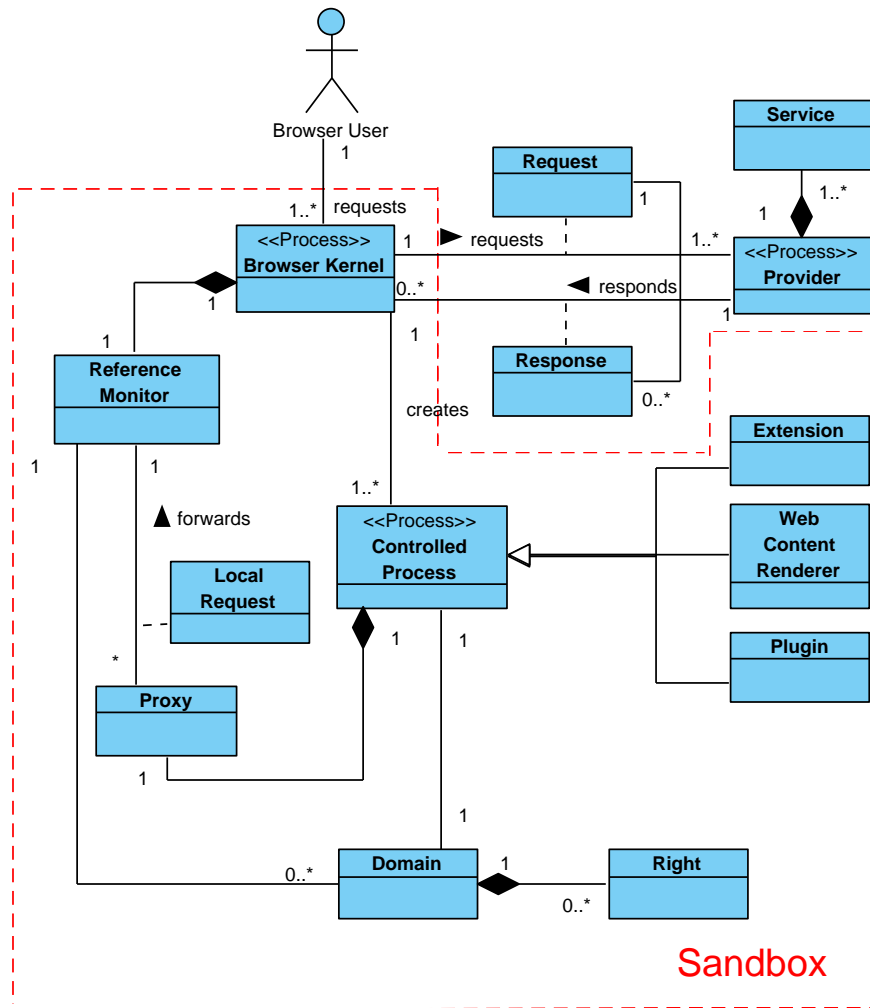 Browser User
1
Service
Request
1
1..*
1
1..*
requests
<<Process>>
Browser Kernel
1
requests
1..*
<<Process>>
Provider
0..*
responds
1
1
1
1
Reference
Monitor
Response
0..*
creates
Extension
1
1
1..*
forwards
<<Process>>
Controlled
Process
Web
Content
Renderer
Local
Request
1
1
Plugin
*
Proxy
1
1
Domain
1
Right
0..*
0..*
Sandbox